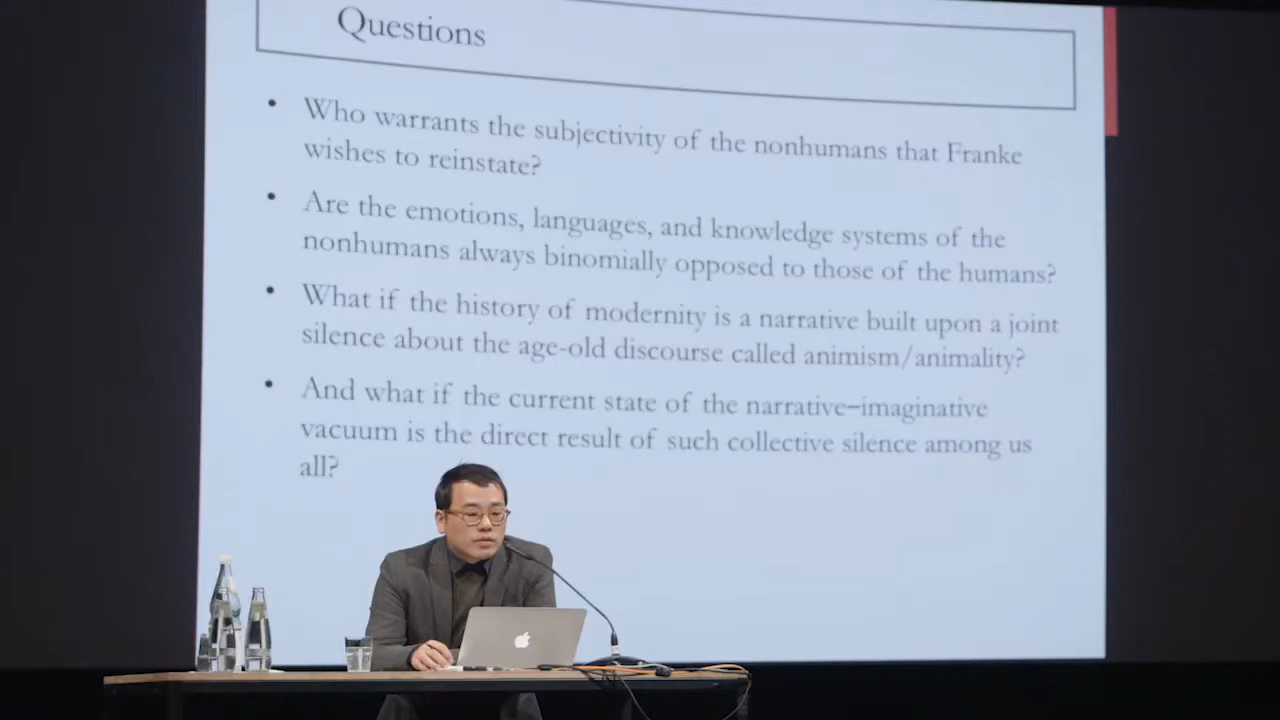 Questions
• Who warrants the subjectivity of the nonhumans that Franke
wishes to reinstate?
• Are the emotions, languages, and knowledge systems of the
nonhumans always binomially opposed to those of the humans?
• What if the history of modernity is a narrative built upon a joint
silence about the age-old discourse called animism/animality?
• And what if the current state of the narrative–imaginative
vacuum is the direct result of such collective silence among us
all?